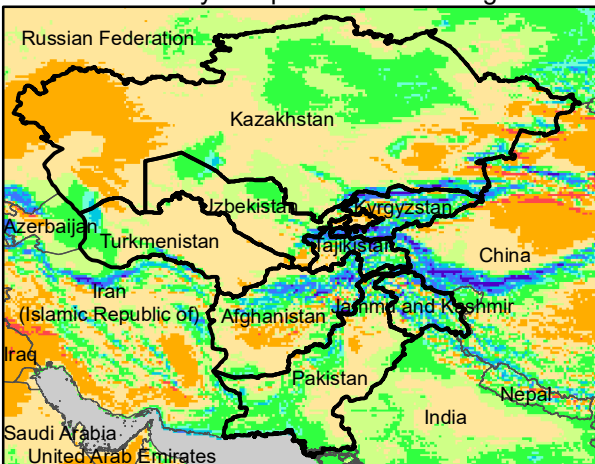 Russian Federation
Kazakhstan
Uzbekistan
Kyrgyzstan
Azerbaijan
Turkmenistan
Tajikistan
China
Iran
(Islamic Republic of)
Afghanistan
Jammu and Kashmir
Iraq
Pakistan
Nepal
India
Saudi Arabia
United Arab Emirates